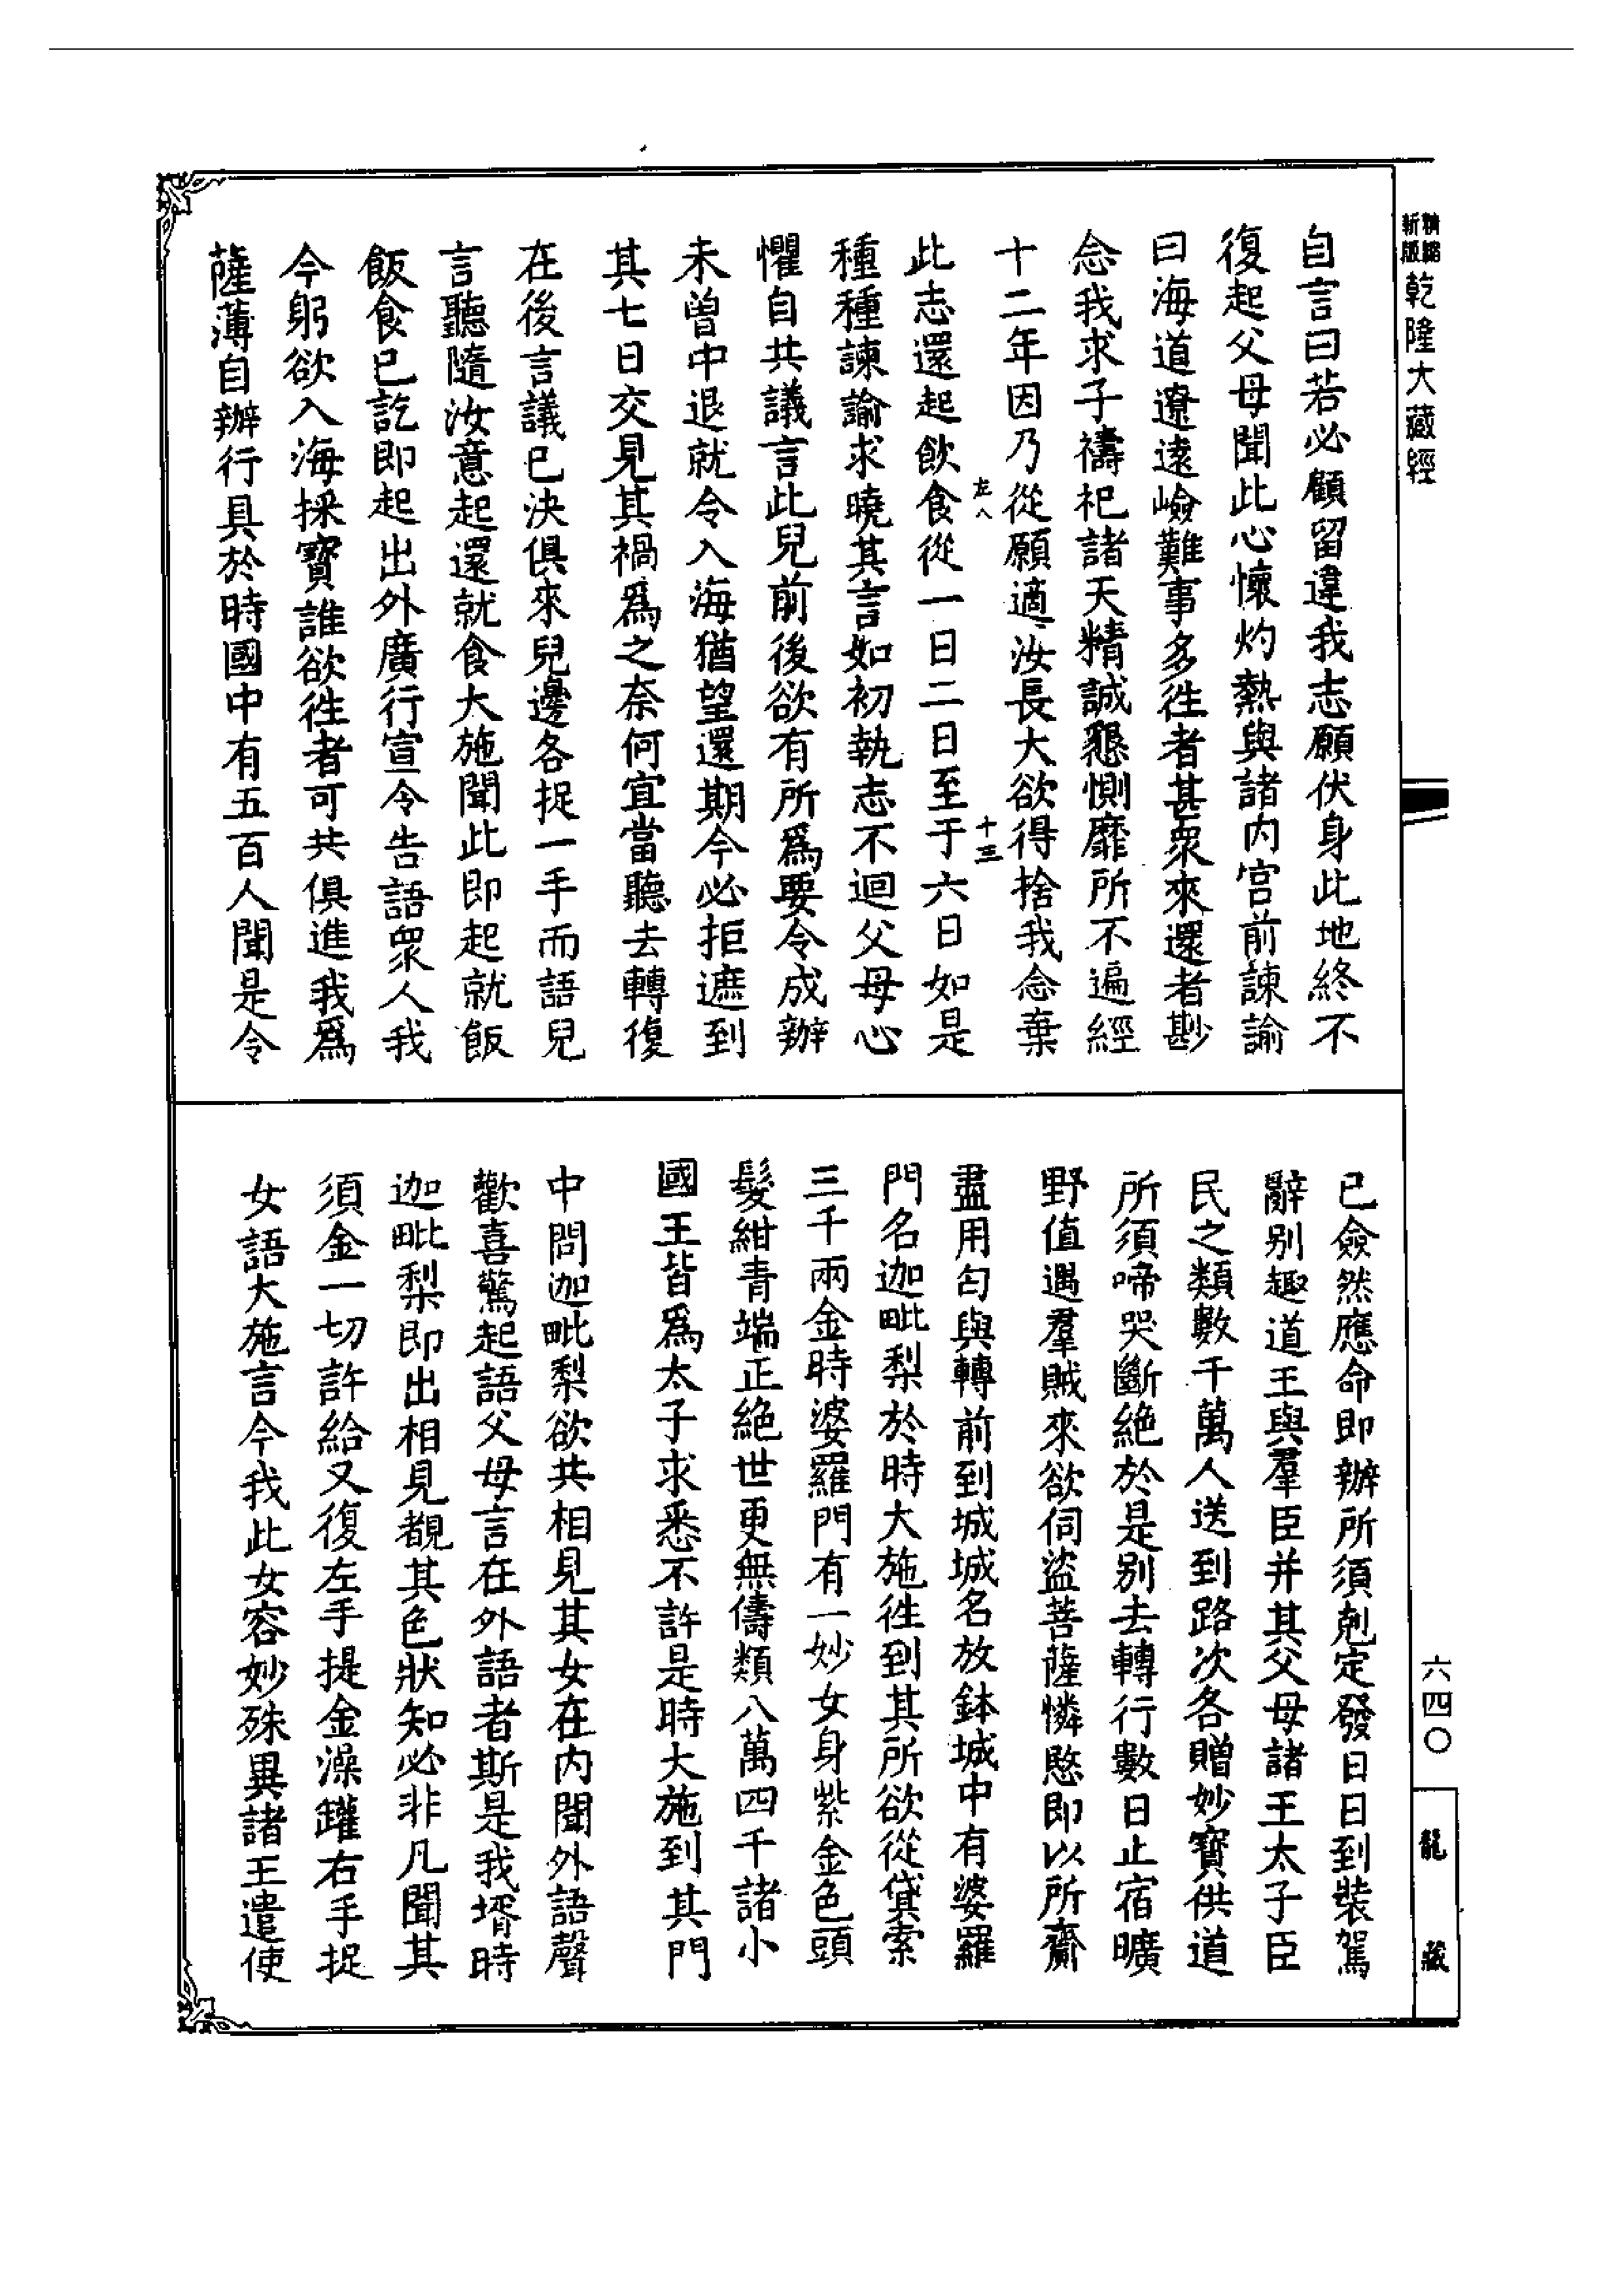 精縮
新版
乾隆大藏經
自言曰若必顧留違我志願伏身此地終不
復起父母聞此心懷灼熱與諸内宫前諫諭
曰海道遼遠嶮難事多徃者甚衆來還者尠
念我求子禱祀諸天精誠懇惻靡所不遍經
十二年因乃從願適汝長大欲得捨我念棄
左八
十三
此志還起飲食從一日二日至于六日如是
種種諫諭求曉其言如初執志不迴父母心
懼自共議言此兒前後欲有所爲要令成辦
未曾中退就令入海猶望還期今必拒遮到
其七日交見其禍爲之奈何宜當聽去轉復
在後言議已決俱來兒邊各捉一手而語兒
言聽隨汝意起還就食大施聞此即起就飯
飯食已訖即起出外廣行宣令告語衆人我
今躬欲入海採寶誰欲徃者可共俱進我爲
薩薄自辦行具於時國中有五百人聞是令
已僉然應命即辦所須剋定發日日到裝駕
辭別趣道王與羣臣并其父母諸王太子臣
民之類數千萬人送到路次各贈妙寶供道
所須啼哭斷絶於是別去轉行數日止宿曠
野值遇羣賊來欲伺盜菩薩憐愍即以所齎
盡用匄與轉前到城城名放鉢城中有婆羅
門名迦毗梨於時大施徃到其所欲從貸索
三千兩金時婆羅門有一妙女身紫金色頭
髮紺青端正絶世更無儔類八萬四千諸小
國王皆爲太子求悉不許是時大施到其門
中問迦毗梨欲共相見其女在内聞外語聲
歡喜驚起語父母言在外語者斯是我壻時
迦毗梨即出相見覩其色狀知必非凡聞其
須金一切許給又復左手提金澡罐右手捉
女語大施言今我此女容妙殊異諸王遣使
六四〇
龍藏